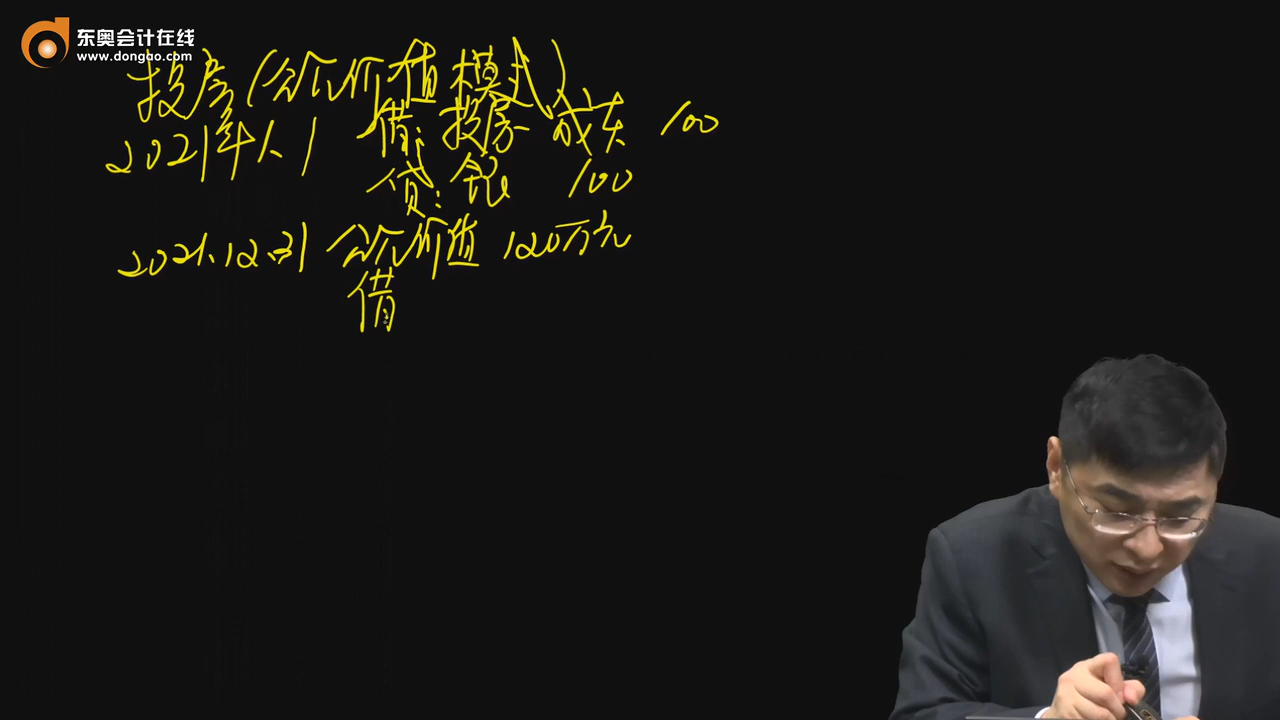 东奥会计在线
www.dongao.com
投房(公允价值模式)
2021年1.1 借:投房 成本 100
贷:银 100
2021.12.31 公允价值 120万元
借